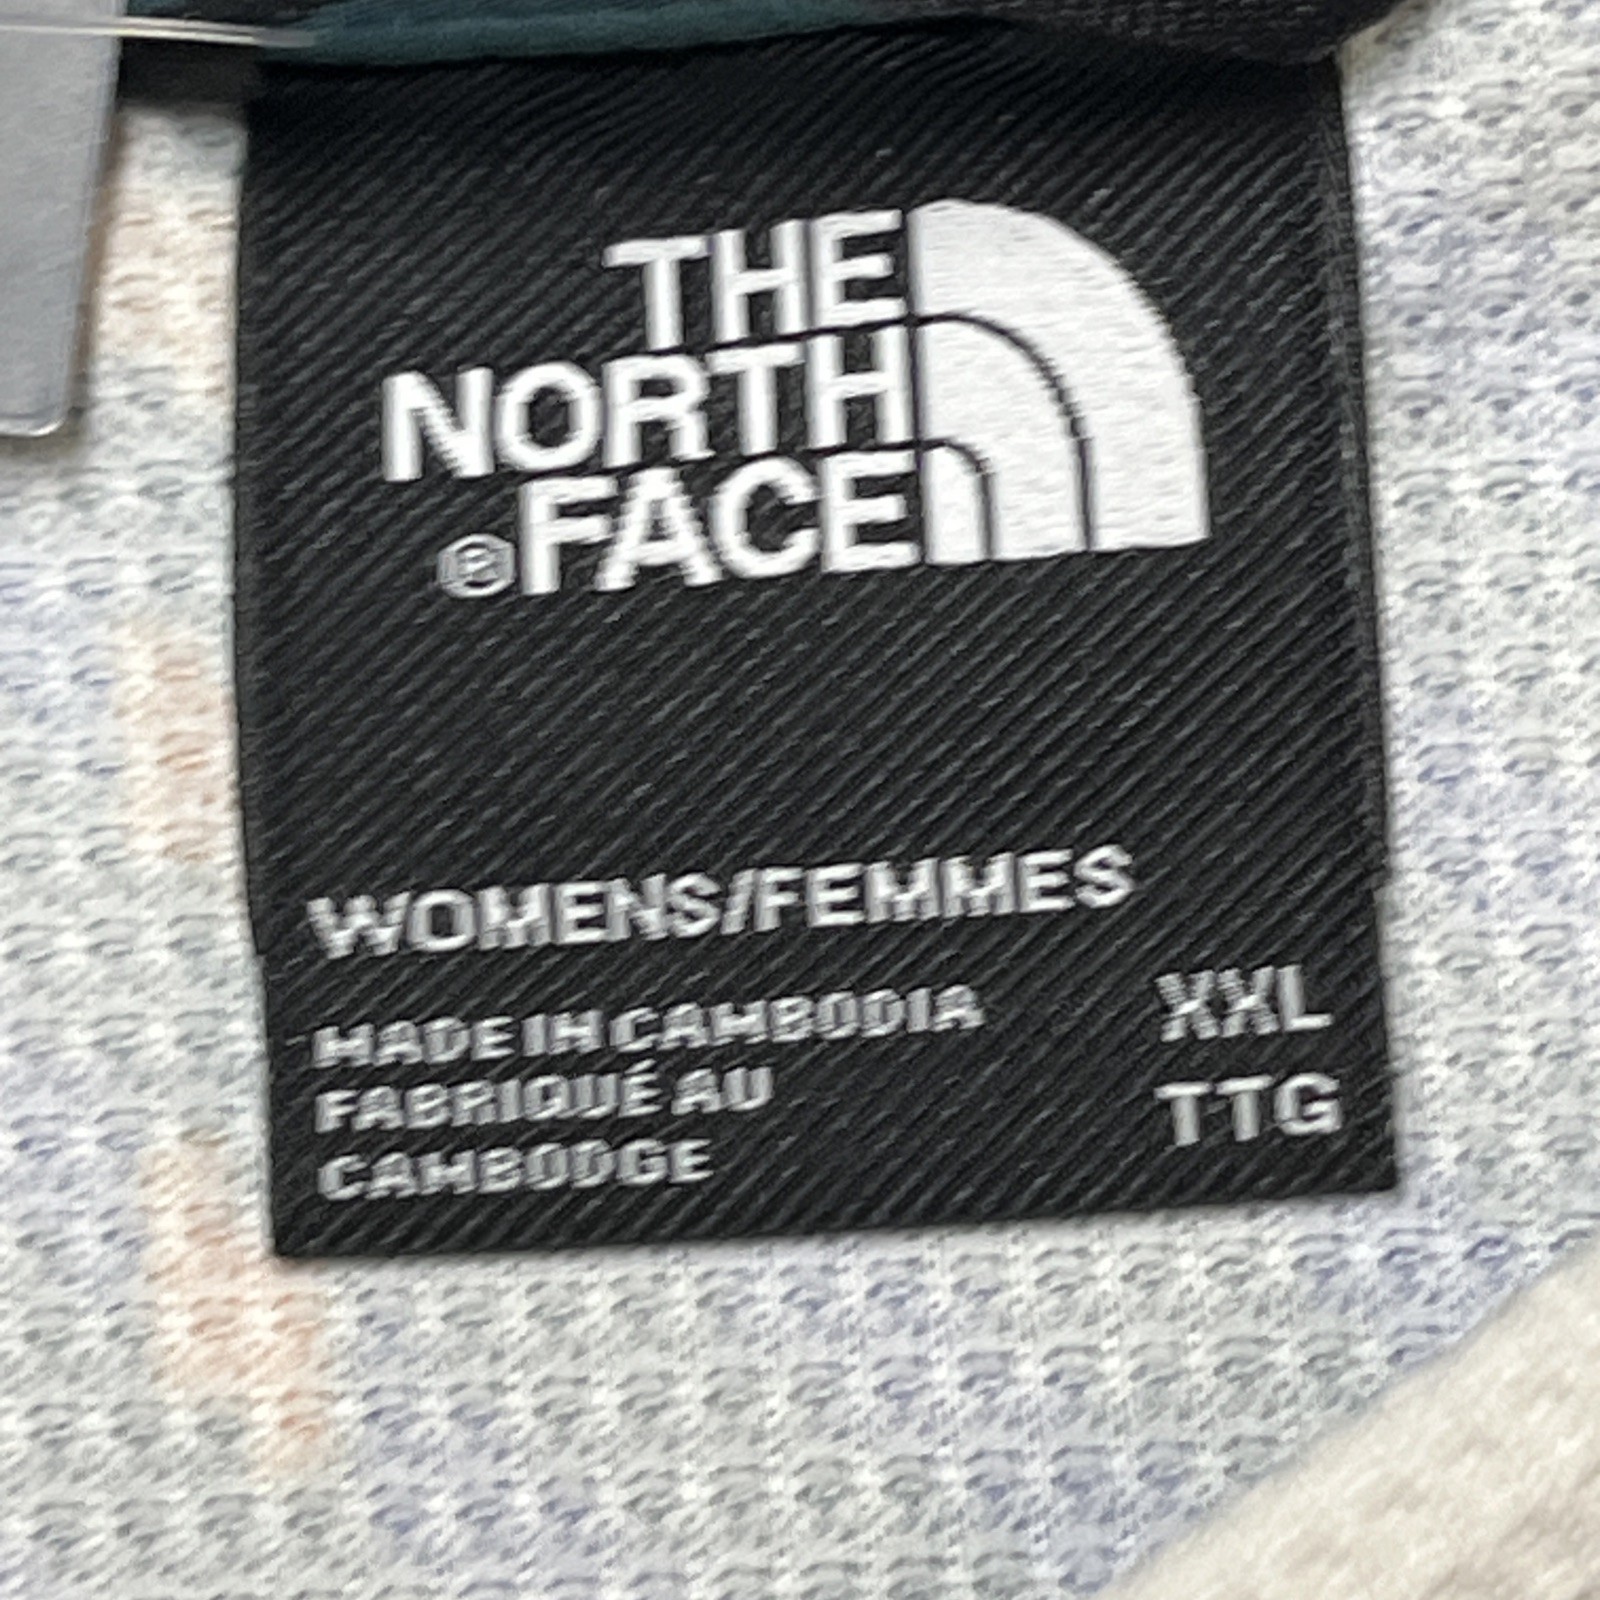 THE
NORTH
®FACE
WOMENS/FEMMES
MADE IN CAMBODIA
FABRIQUÉ AU
CAMBODGE
XXL
TTG